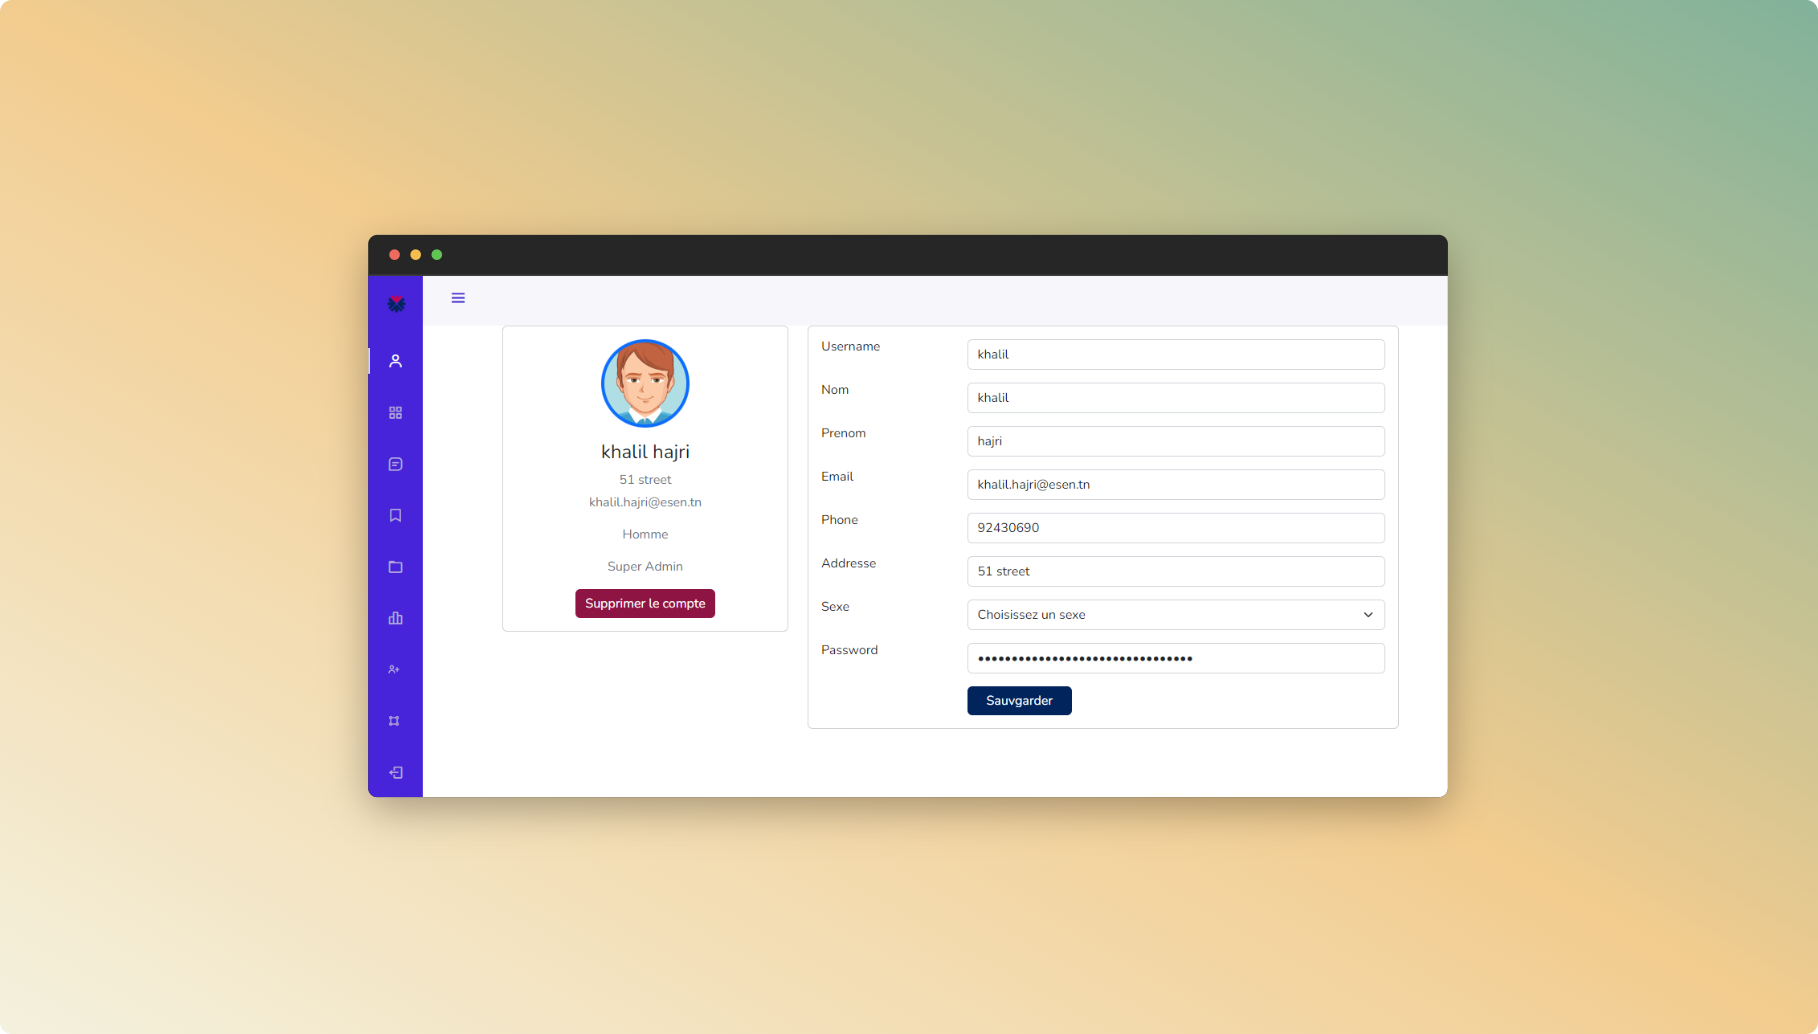 khalil hajri
51 street
khalil.hajri@esen.tn
Homme
Super Admin
Supprimer le compte
Username
khalil
Nom
khalil
Prenom
hajri
Email
khalil.hajri@esen.tn
Phone
92430690
Addresse
51 street
Sexe
Choisissez un sexe
Password
••••••••••••••••••••••••••••••••
Sauvgarder